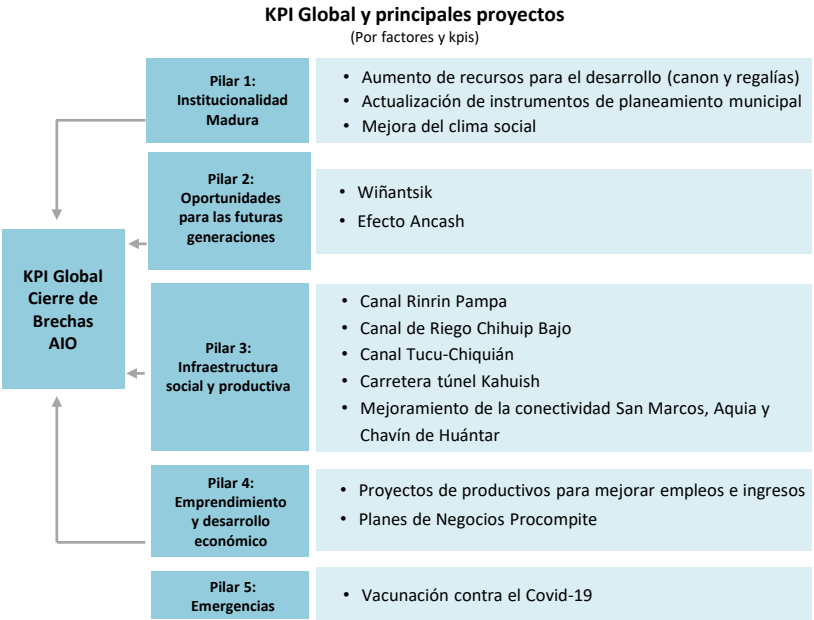 KPI Global y principales proyectos
(Por factores y kpis)
Pilar 1:
Institucionalidad
Madura
• Aumento de recursos para el desarrollo (canon y regalías)
• Actualización de instrumentos de planeamiento municipal
• Mejora del clima social
Pilar 2:
Oportunidades
para las futuras
generaciones
• Wiñantsik
• Efecto Ancash
KPI Global
Cierre de
Brechas
AIO
Pilar 3:
Infraestructura
social y productiva
• Canal Rinrin Pampa
• Canal de Riego Chihuip Bajo
• Canal Tucu-Chiquián
• Carretera túnel Kahuish
• Mejoramiento de la conectividad San Marcos, Aquia y
Chavín de Huántar
Pilar 4:
Emprendimiento
y desarrollo
económico
• Proyectos de productivos para mejorar empleos e ingresos
• Planes de Negocios Procompite
Pilar 5:
Emergencias
• Vacunación contra el Covid-19